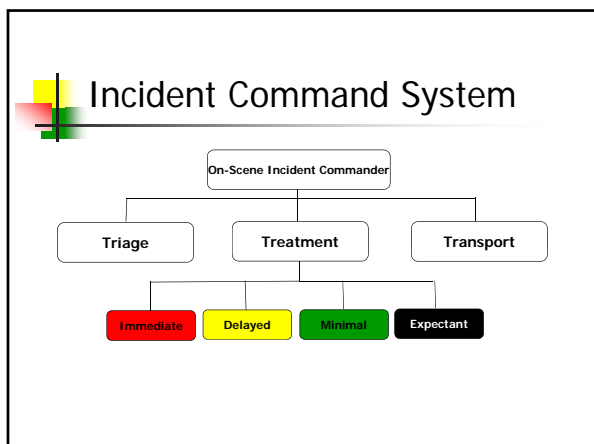 Incident Command System
On-Scene Incident Commander
Triage
Treatment
Transport
Immediate
Delayed
Minimal
Expectant